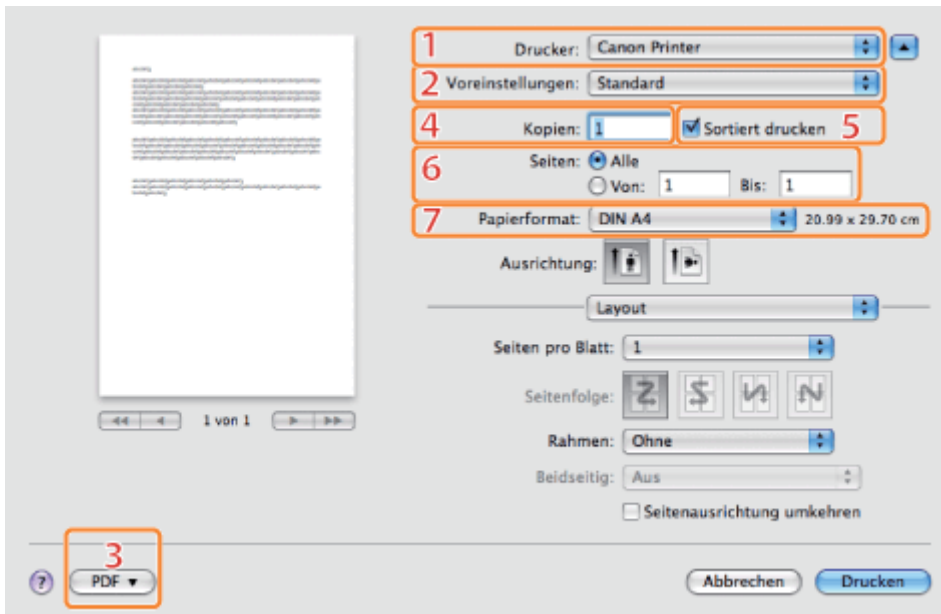 1 Drucker: Canon Printer
2 Voreinstellungen: Standard
4 Kopien: 1 Sortiert drucken 5
6 Seiten: Alle
Von: 1 Bis: 1
7 Papierformat: DIN A4 20.99 x 29.70 cm
Ausrichtung:
Layout
Seiten pro Blatt: 1
Seitenfolge:
Rahmen: Ohne
Beidseitig: Aus
Seitenausrichtung umkehren
1 von 1
3
? PDF Abbrechen Drucken